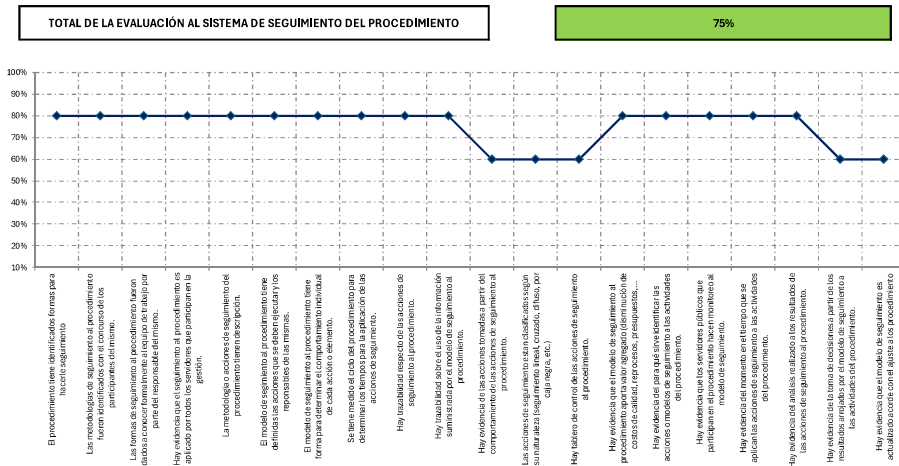 TOTAL DE LA EVALUACIÓN AL SISTEMA DE SEGUIMIENTO DEL PROCEDIMIENTO
75%
100%
90%
80%
70%
60%
50%
40%
30%
20%
10%
El procedimiento tiene identificados formas para
hacerle seguimiento
Las metodologías de seguimiento al procedimiento
fueron identificados con el concurso de los
participantes del mismo.
Las formas de seguimiento al procedimiento fueron
dados a conocer formalmente al equipo de trabajo por
parte del responsable del mismo.
Hay evidencia que el seguimiento al procedimiento es
aplicado por todos los servidores que participan en la
gestión.
La metodología o acciones de seguimiento del
procedimiento tienen descripción.
El modelo de segimiento al procedimiento tiene
definidas las acciones que se deben ejecutar y los
reponsables de las mismas.
El modelo de seguimiento al procedimiento tiene
forma para determinar el comportamiento individual
de cada acción o elemento.
Se tiene medido el ciclo del procedimiento para
determinar los tiempos para la aplicación de las
acciones de seguimiento.
Hay trazabilidad respecto de las acciones de
seguimiento al procedimiento.
Hay trazabilidad sobre el uso de la información
suministrada por el modelo de seguimiento al
procedimiento.
Hay evidencia de las acciones tomadas a partir del
comportamiento de las acciones de seguimiento al
procedimiento.
Las acciones de seguimiento estan clasificados según
su naturaleza (seguimiento lineal, cruzado, difuso, por
caja negra, etc.)
Hay tablero de control de las acciones de seguimiento
al procedimiento.
Hay evidencia que el modelo de seguimiento al
procedimiento aporta valor agregado (disminución de
costos de calidad, reprocesos, presupuestos,....
Hay evidencia del para qué sirve identificar las
acciones o modelos de seguimiento a las actividades
del procedimiento.
Hay evidencia que los servidores públicos que
participan en el procedimiento hacen monitoreo al
modelo de seguimiento.
Hay evidencia del momento en el tiempo que se
aplican las acciones de seguimiento a las actividades
del procedimiento.
Hay evidencia del análisis realizado a los resultados de
las acciones de seguimiento al procedimiento.
Hay evidencia de la toma de decisiones a partir de los
resultados arrojados por el modelo de seguimiento a
las actividades del procedimiento.
Hay evidencia que el modelo de seguimiento es
actualizado acorde con el ajuste a los procedimientos